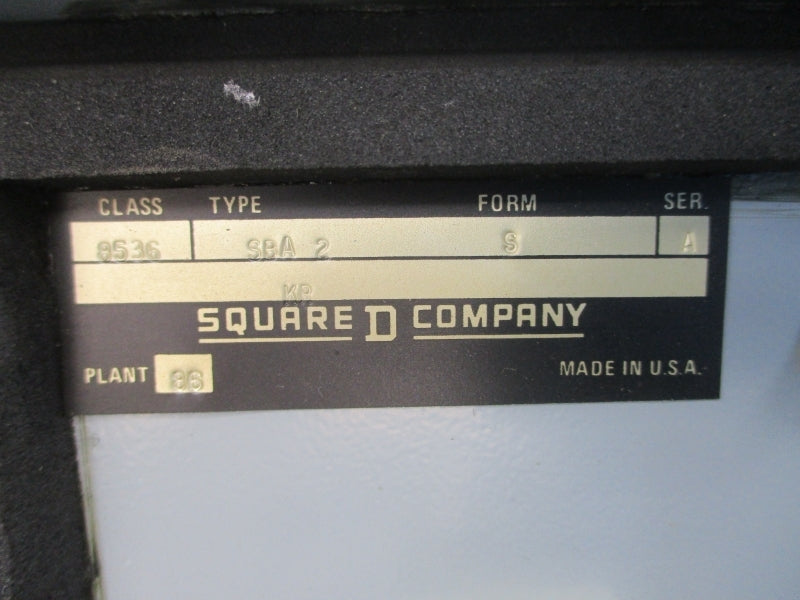 CLASS TYPE FORM SER.
8536 SBA 2 S A
KP
SQUARE D COMPANY
PLANT 86 MADE IN U.S.A.